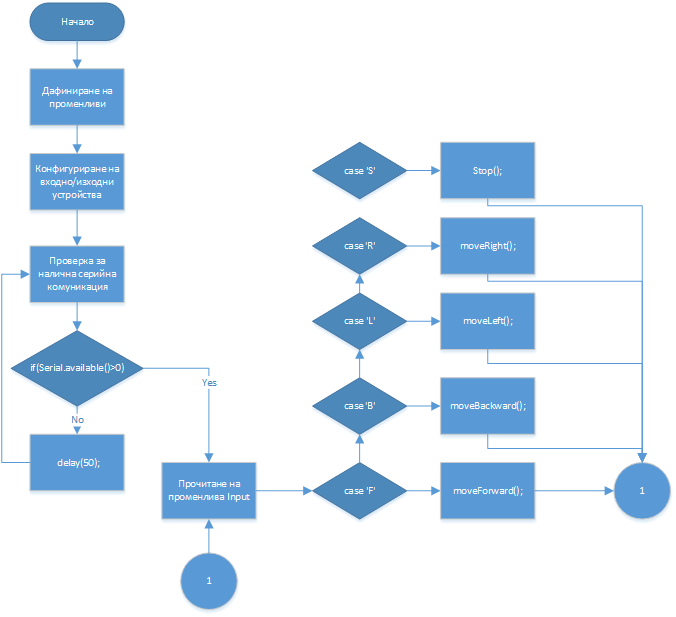 Начало
Дафиниране на
променливи
Конфигуриране на
входно/изходни
устройства
Проверка за
налична серийна
комуникация
if(Serial.available()>0)
Yes
No
delay(50);
Прочитане на
променлива Input
1
case 'S'
Stop();
case 'R'
moveRight();
case 'L'
moveLeft();
case 'B'
moveBackward();
case 'F'
moveForward();
1